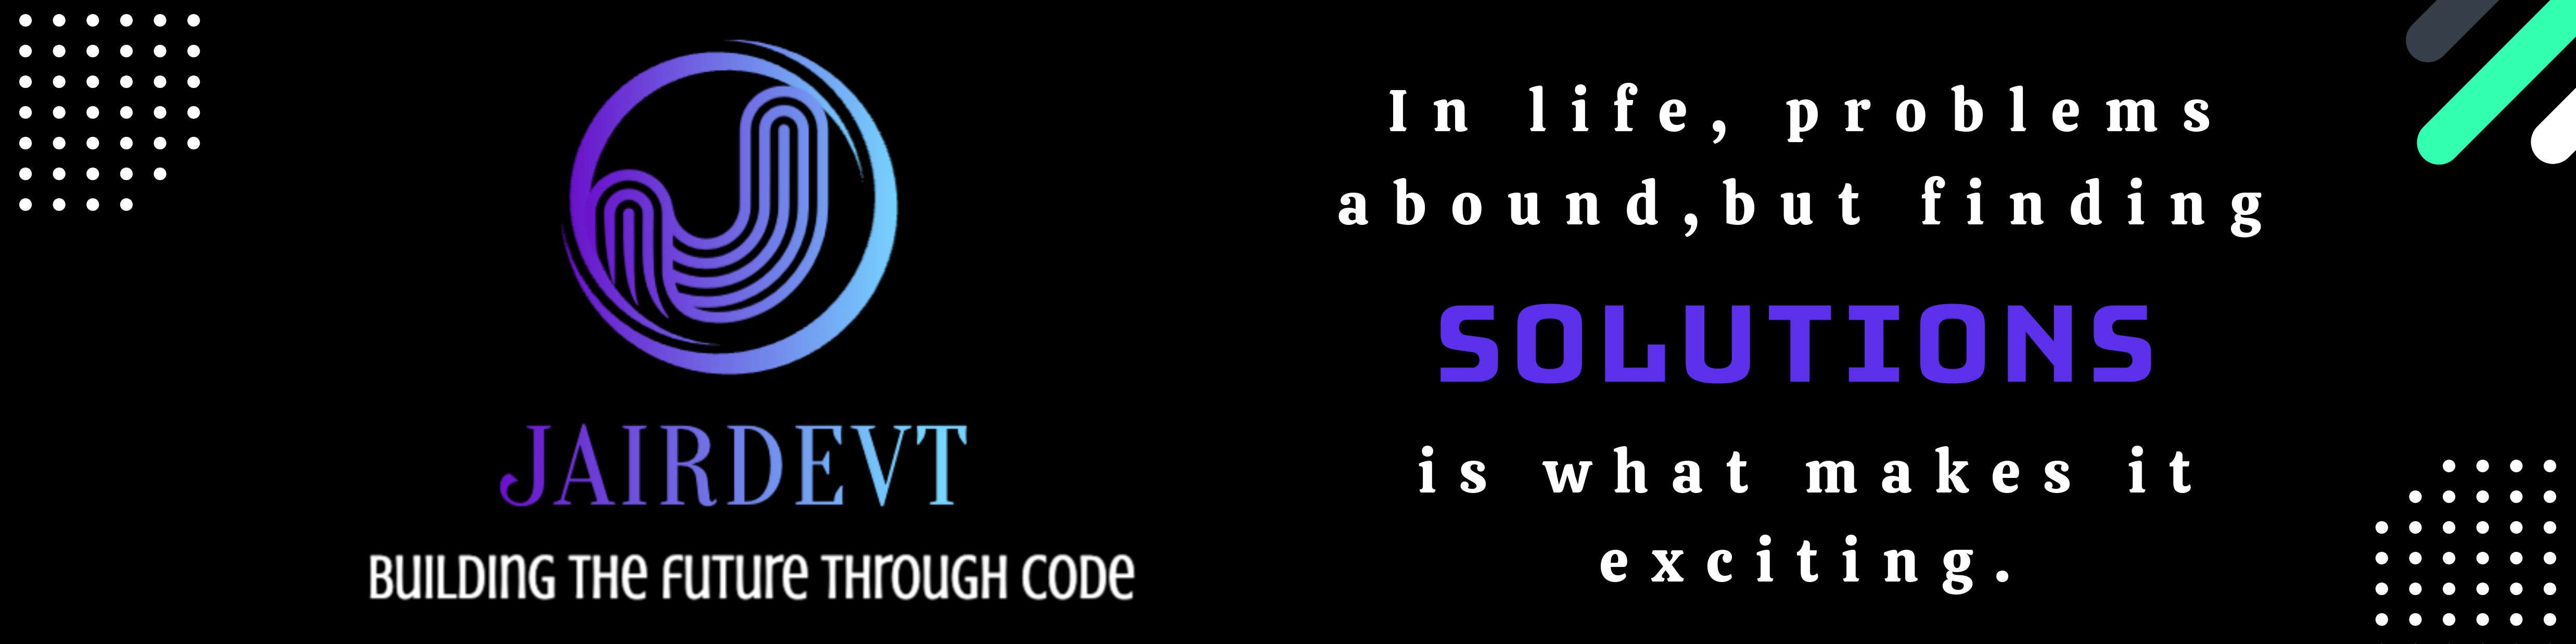 JAIRDEVT
BUILDING THE FUTURE THROUGH CODE
In life, problems
abound,but finding
SOLUTIONS
is what makes it
exciting.